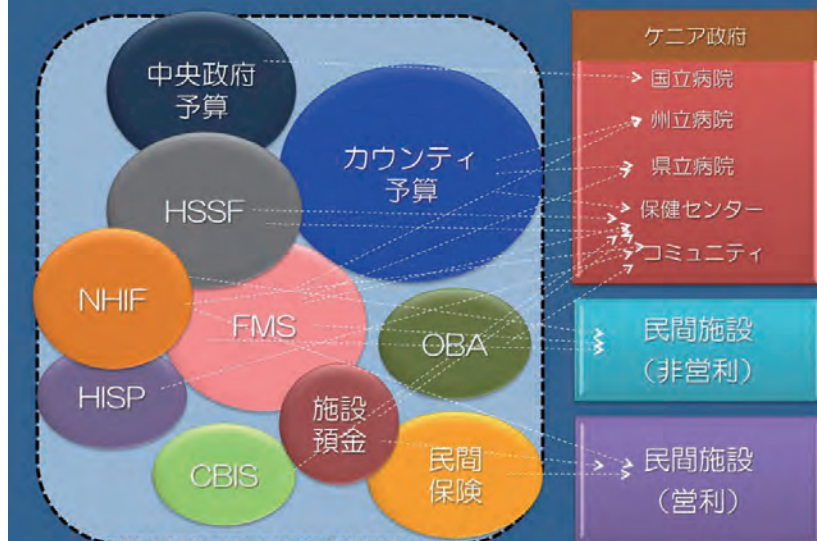 中央政府
予算
カウンティ
予算
HSSF
NHIF
FMS
OBA
HISP
施設
預金
CBIS
民間
保険
ケニア政府
国立病院
州立病院
県立病院
保健センター
コミュニティ
民間施設
（非営利）
民間施設
（営利）